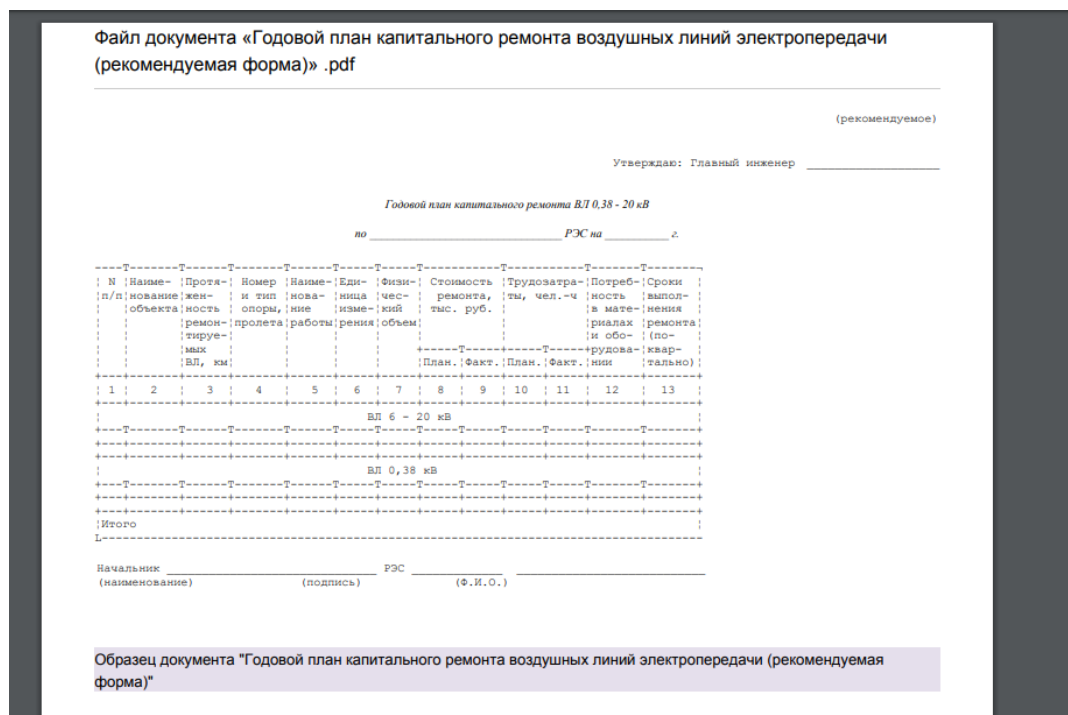 Файл документа «Годовой план капитального ремонта воздушных линий электропередачи
(рекомендуемая форма)» .pdf
(рекомендуемое)
Утверждаю: Главный инженер ___________________
Годовой план капитального ремонта ВЛ 0,38 - 20 кВ
по ______________________________ РЭС на __________ г.
----T-------T------T-------T------T-----T-----T-----------T-----------T-------T-------¬
¦ N ¦Наиме- ¦Протя-¦ Номер ¦Наиме-¦Еди- ¦Физи-¦ Стоимость ¦Трудозатра-¦Потреб-¦Сроки ¦
¦п/п¦нование¦жен- ¦ и тип ¦нова- ¦ница ¦чес- ¦ ремонта, ¦ты, чел.-ч ¦ность ¦выпол- ¦
¦ ¦объекта¦ность ¦ опоры,¦ние ¦изме-¦кий ¦ тыс. руб. ¦ ¦в мате-¦нения ¦
¦ ¦ ¦ремон-¦пролета¦работы¦рения¦объем¦ ¦ ¦риалах ¦ремонта¦
¦ ¦ ¦тируе-¦ ¦ ¦ ¦ ¦ ¦ ¦и обо- ¦(по- ¦
¦ ¦ ¦мых ¦ ¦ ¦ ¦ +-----T-----+-----T-----+рудова-¦квар- ¦
¦ ¦ ¦ВЛ, км¦ ¦ ¦ ¦ ¦План.¦Факт.¦План.¦Факт.¦нии ¦тально)¦
+---+-------+------+-------+------+-----+-----+-----+-----+-----+-----+-------+-------+
¦ 1 ¦ 2 ¦ 3 ¦ 4 ¦ 5 ¦ 6 ¦ 7 ¦ 8 ¦ 9 ¦ 10 ¦ 11 ¦ 12 ¦ 13 ¦
+---+-------+------+-------+------+-----+-----+-----+-----+-----+-----+-------+-------+
¦ ВЛ 6 - 20 кВ ¦
+---T-------T------T-------T------T-----T-----T-----T-----T-----T-----T-------T-------+
+---+-------+------+-------+------+-----+-----+-----+-----+-----+-----+-------+-------+
+---+-------+------+-------+------+-----+-----+-----+-----+-----+-----+-------+-------+
¦ ВЛ 0,38 кВ ¦
+---T-------T------T-------T------T-----T-----T-----T-----T-----T-----T-------T-------+
+---+-------+------+-------+------+-----+-----+-----+-----+-----+-----+-------+-------+
¦Итого ¦
L--------------------------------------------------------------------------------------
Начальник ______________________________ РЭС _____________ ___________________________
(наименование) (подпись) (Ф.И.О.)
Образец документа "Годовой план капитального ремонта воздушных линий электропередачи (рекомендуемая
форма)"